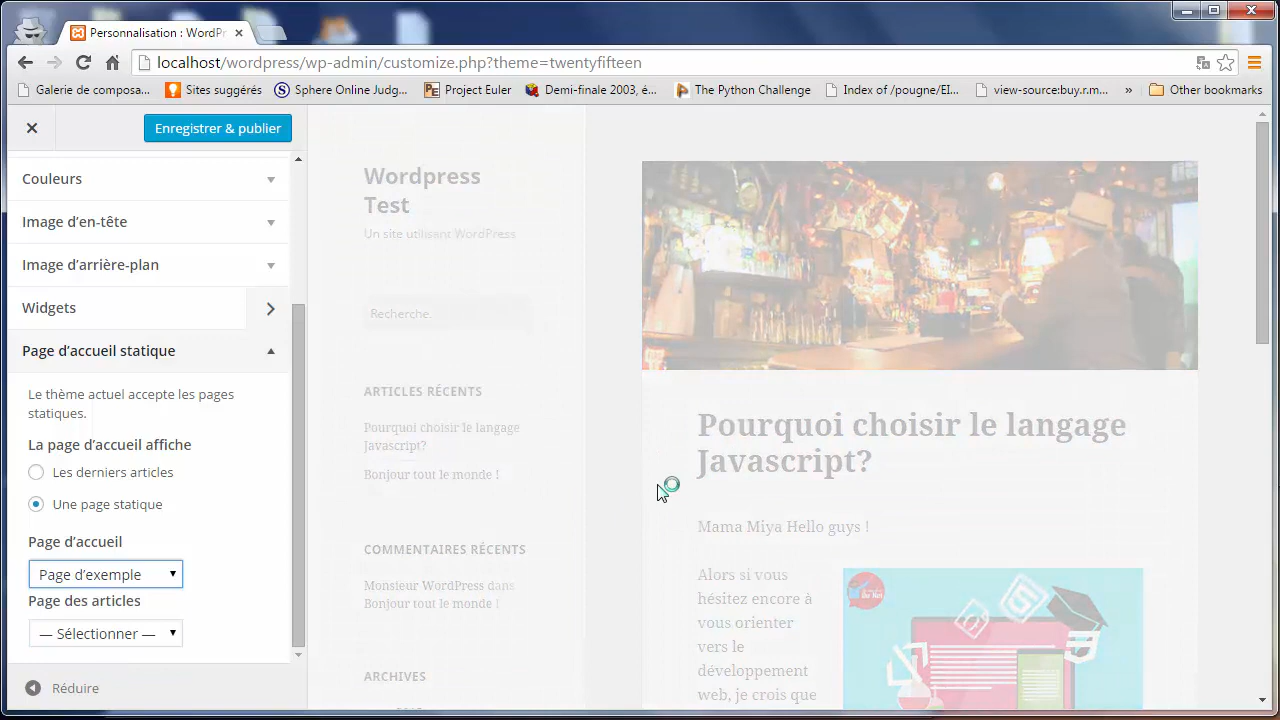 Personnalisation : WordPr
localhost/wordpress/wp-admin/customize.php?theme=twentyfifteen
Galerie de composa...
Sites suggérés
Sphere Online Judg...
Project Euler
Demi-finale 2003, é...
The Python Challenge
Index of /pougne/EI...
view-source:buy.r.m...
»
Other bookmarks
Enregistrer & publier
Couleurs
Image d’en-tête
Image d’arrière-plan
Widgets
Page d’accueil statique
Le thème actuel accepte les pages
statiques.
La page d’accueil affiche
Les derniers articles
Une page statique
Page d’accueil
Page d’exemple
Page des articles
— Sélectionner —
Réduire
Wordpress
Test
Un site utilisant WordPress
Recherche
ARTICLES RÉCENTS
Pourquoi choisir le langage
Javascript?
Bonjour tout le monde !
COMMENTAIRES RÉCENTS
Monsieur WordPress dans
Bonjour tout le monde !
ARCHIVES
Pourquoi choisir le langage
Javascript?
Mama Miya Hello guys !
Alors si vous
hésitez encore à
vous orienter
vers le
développement
web, je crois que